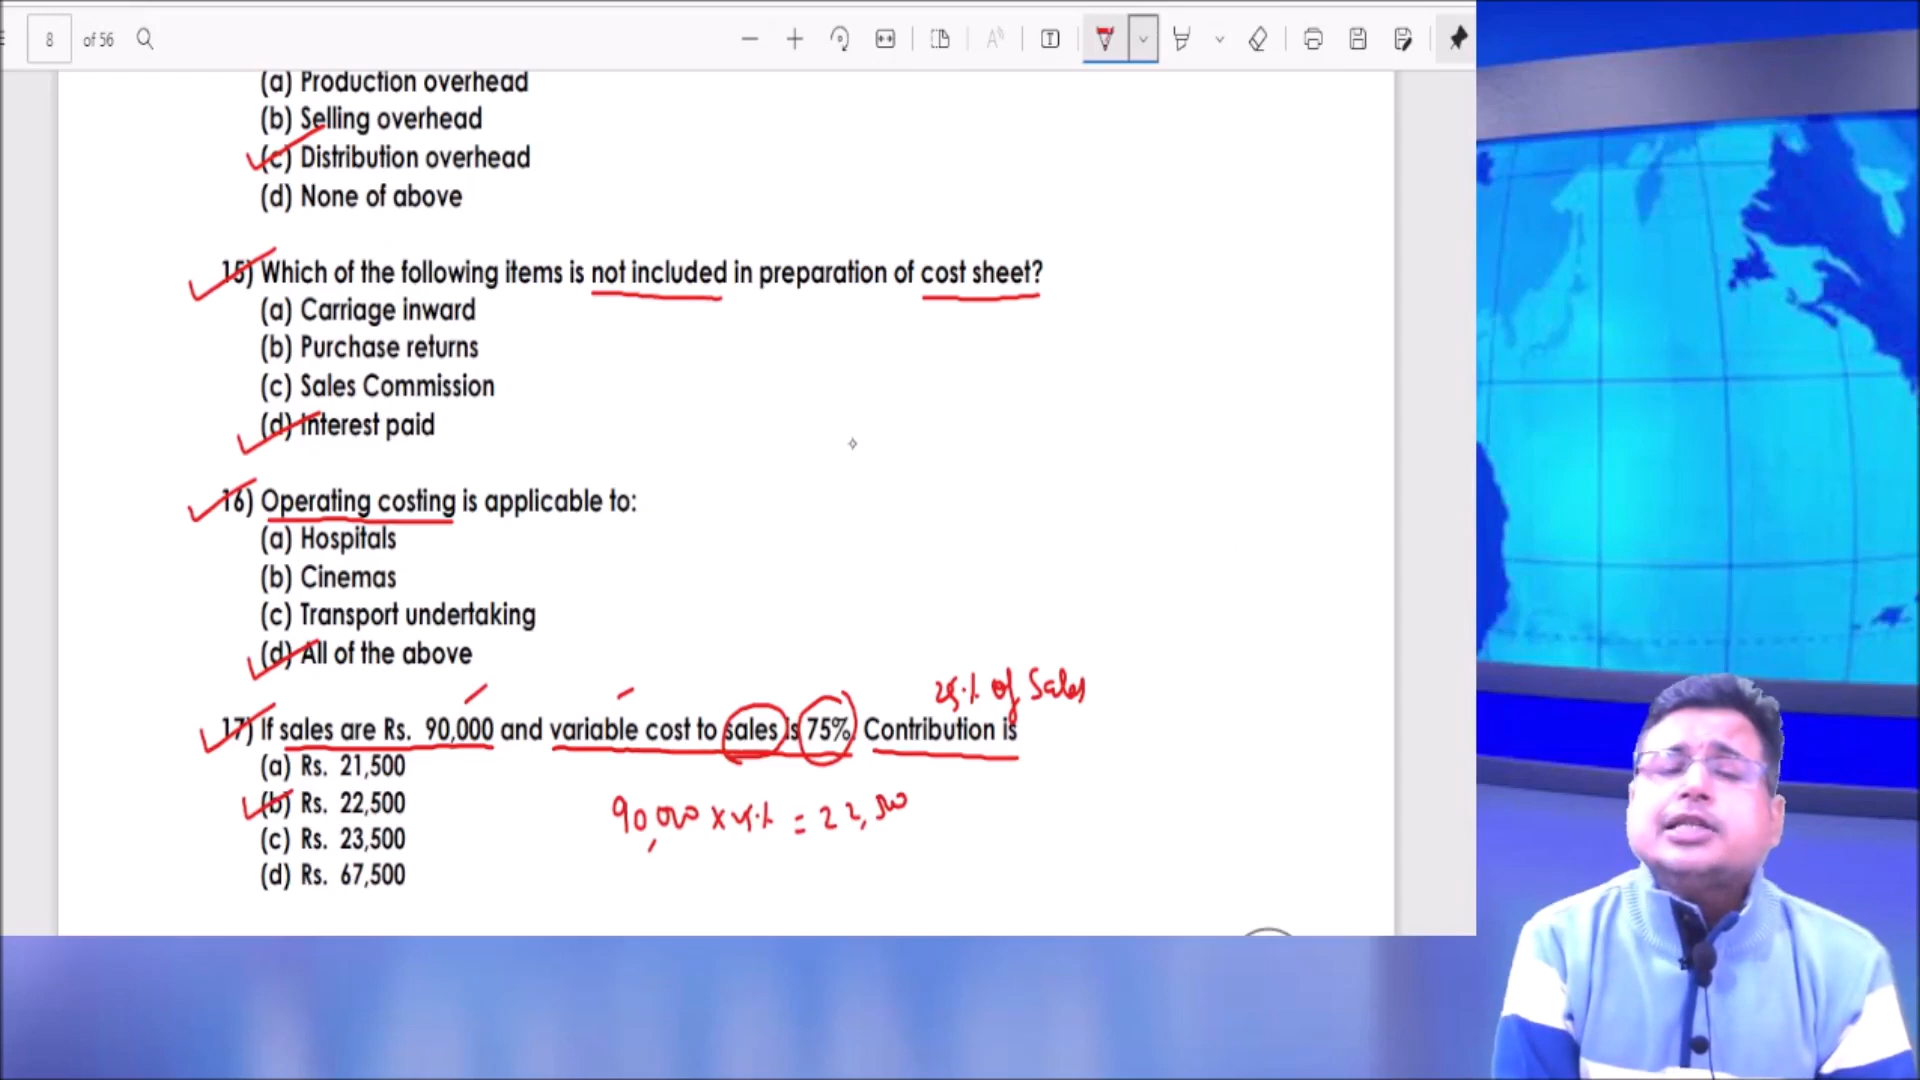 8 of 56
(a) Production overhead
(b) Selling overhead
(c) Distribution overhead
(d) None of above
15) Which of the following items is not included in preparation of cost sheet?
(a) Carriage inward
(b) Purchase returns
(c) Sales Commission
(d) Interest paid
16) Operating costing is applicable to:
(a) Hospitals
(b) Cinemas
(c) Transport undertaking
(d) All of the above
25% of Sales
17) If sales are Rs. 90,000 and variable cost to sales is 75% Contribution is
(a) Rs. 21,500
(b) Rs. 22,500
90,000 x 25% = 22,500
(c) Rs. 23,500
(d) Rs. 67,500